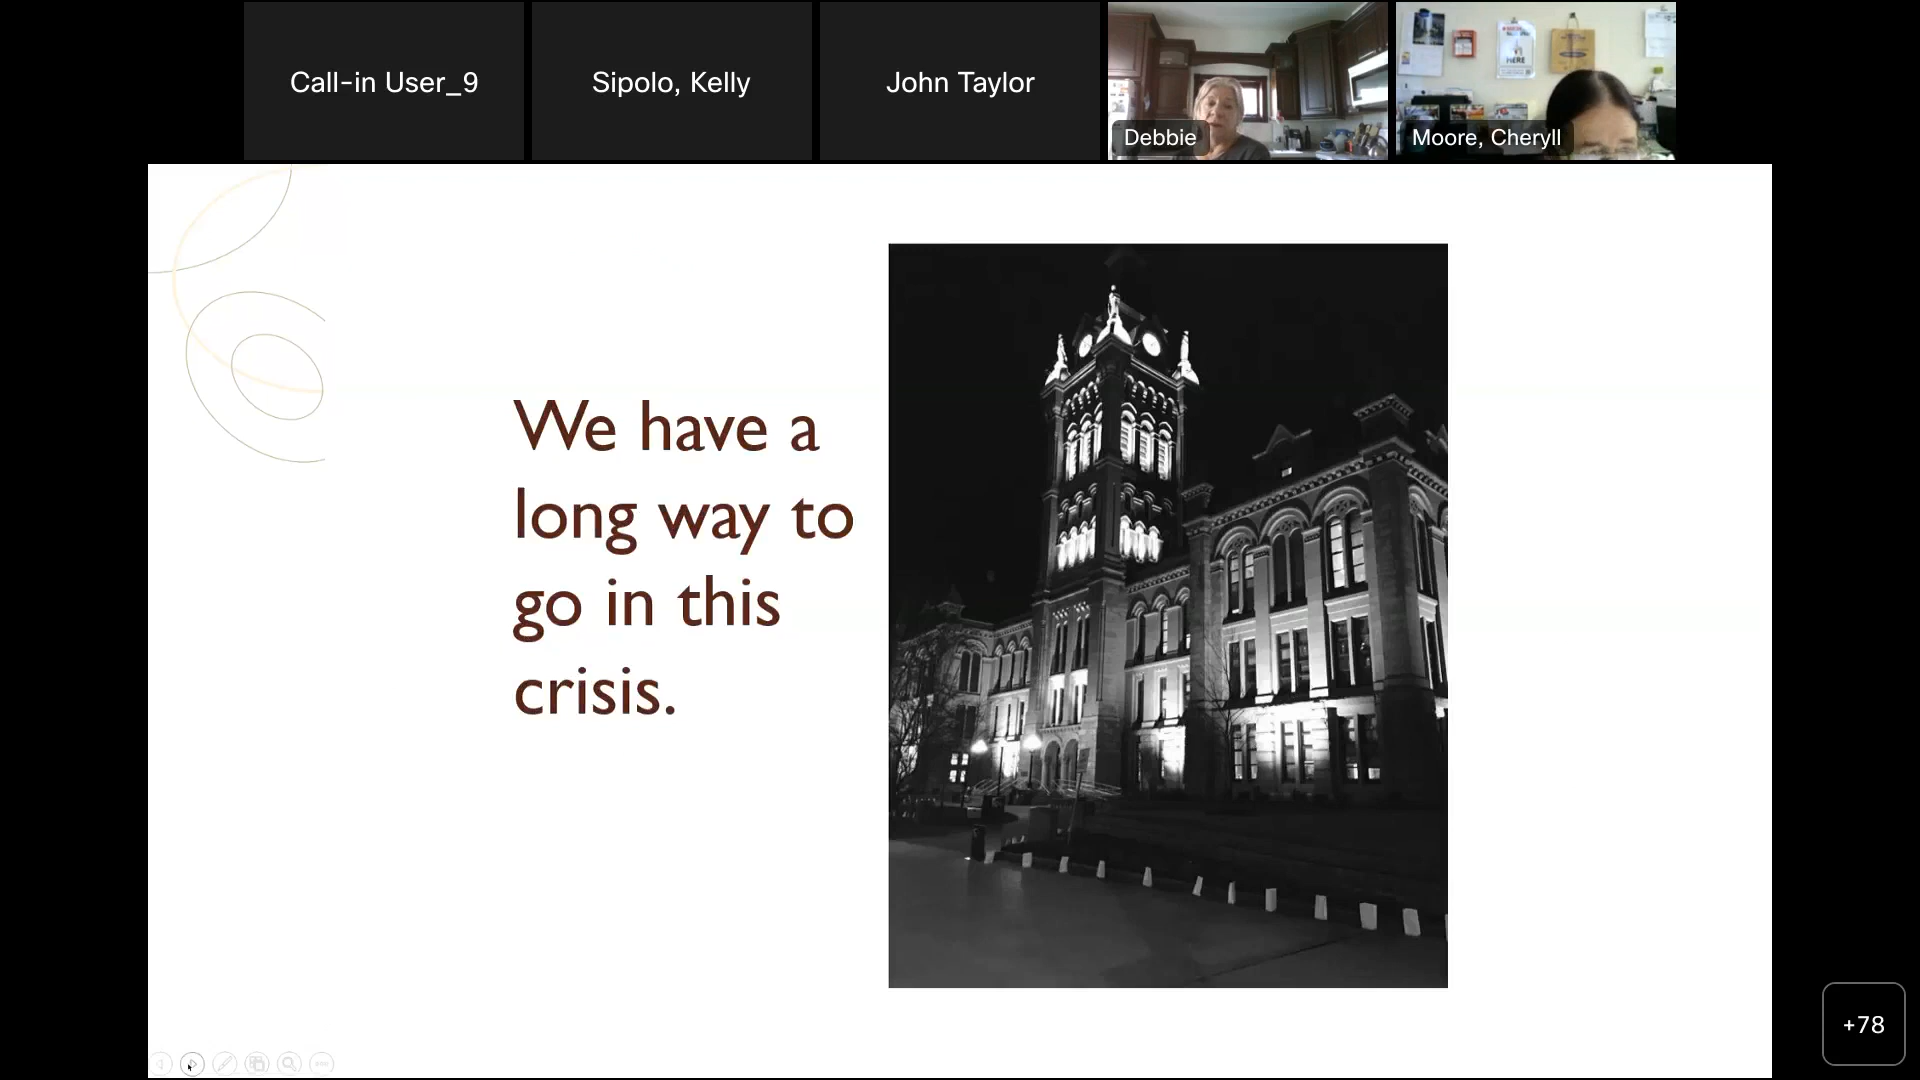 Call-in User_9
Sipolo, Kelly
John Taylor
Debbie
Moore, Cheryll
HERE
We have a
long way to
go in this
crisis.
+78